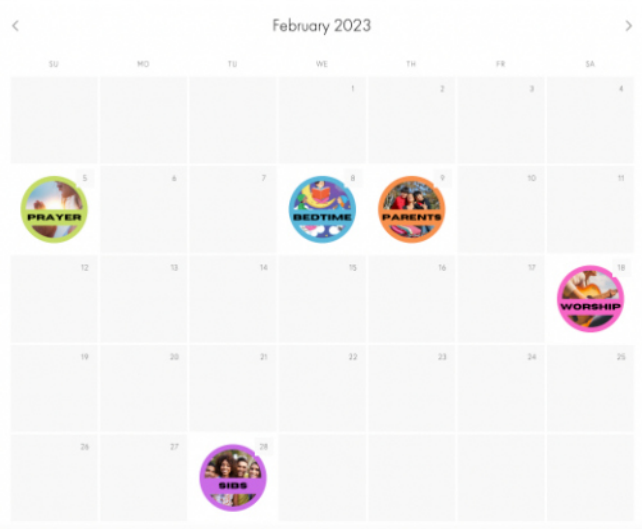 February 2023
SU MO TU WE TH FR SA
1 2 3 4
5 6 7 8 9 10 11
PRAYER BEDTIME PARENTS
12 13 14 15 16 17 18
WORSHIP
19 20 21 22 23 24 25
26 27 28
SIBS